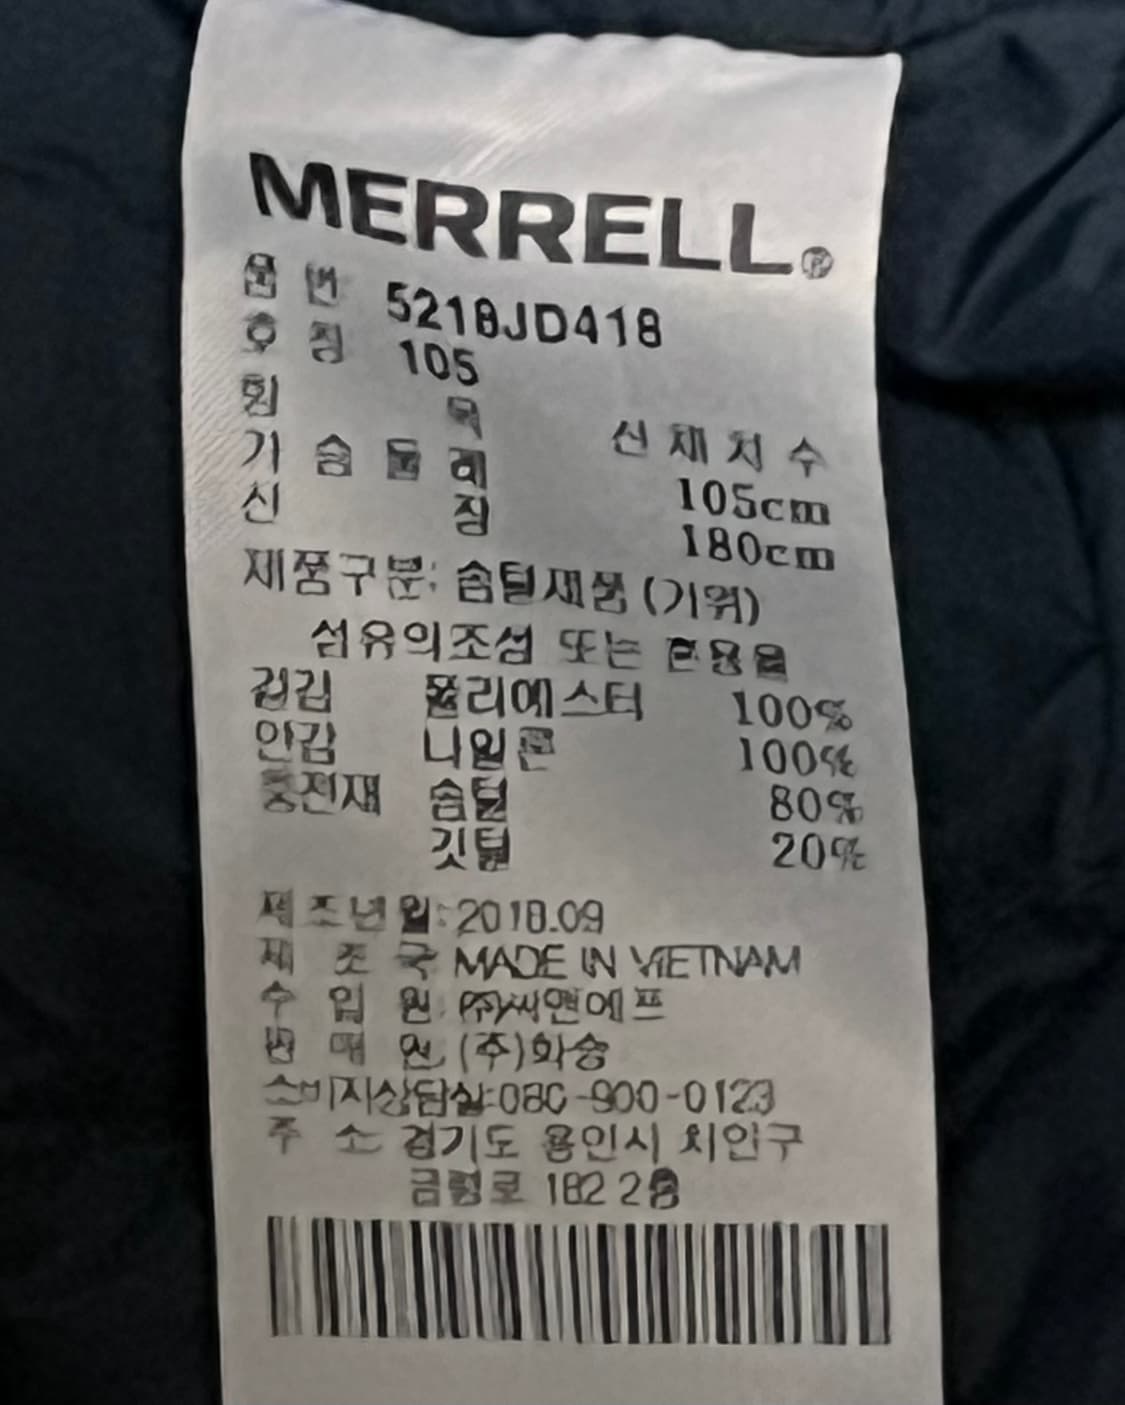 MERRELL®
품 번 5218JD418
호 칭 105
항 목 신체치수
가 슴 둘 레 105cm
신 장 180cm
제품구분: 솜털제품 (거위)
섬유의조성 또는 혼용율
겉감 폴리에스터 100%
안감 나일론 100%
충전재 솜털 80%
깃털 20%
제조년월: 2018.09
제 조 국 MADE IN VIETNAM
수 입 원: ㈜씨앤에프
판 매 원: (주)화승
소비자상담실:080-900-0123
주 소: 경기도 용인시 처인구
182 2층